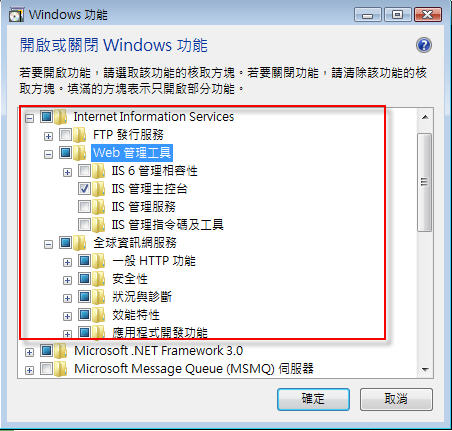 Windows 功能
開啟或關閉 Windows 功能
若要開啟功能，請選取該功能的核取方塊。若要關閉功能，請清除該功能的核
取方塊。填滿的方塊表示只開啟部分功能。
Internet Information Services
FTP 發行服務
Web 管理工具
IIS 6 管理相容性
IIS 管理主控台
IIS 管理服務
IIS 管理指令碼及工具
全球資訊網服務
一般 HTTP 功能
安全性
狀況與診斷
效能特性
應用程式開發功能
Microsoft .NET Framework 3.0
Microsoft Message Queue (MSMQ) 伺服器
確定
取消